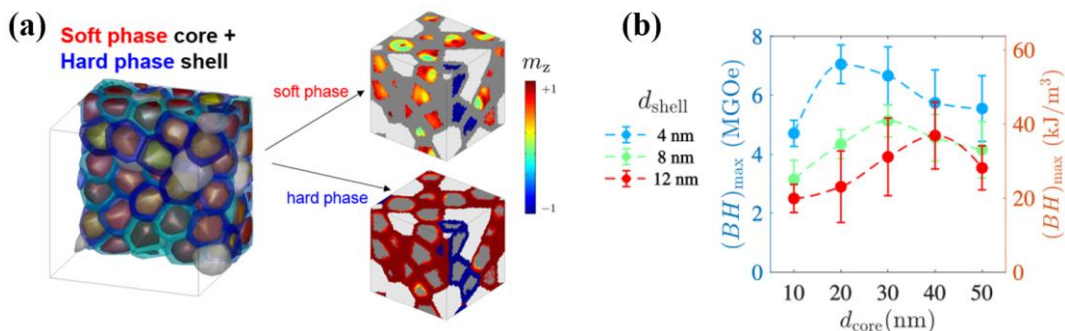 (a)
Soft phase core +
Hard phase shell
soft phase
hard phase
m_z
+1
−1
(b)
d_shell
4 nm
8 nm
12 nm
(BH)_max (MGOe)
8
6
4
2
0
10 20 30 40 50
d_core(nm)
60
40
20
0
(BH)_max (kJ/m³)